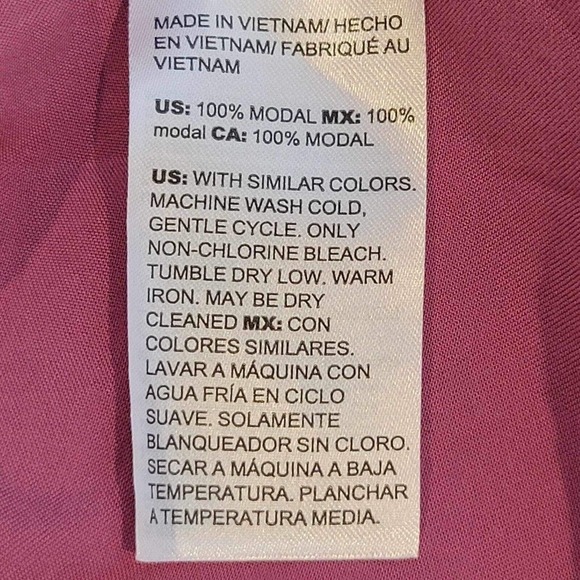 MADE IN VIETNAM/ HECHO
EN VIETNAM/ FABRIQUÉ AU
VIETNAM
US: 100% MODAL MX: 100%
modal CA: 100% MODAL
US: WITH SIMILAR COLORS.
MACHINE WASH COLD,
GENTLE CYCLE. ONLY
NON-CHLORINE BLEACH.
TUMBLE DRY LOW. WARM
IRON. MAY BE DRY
CLEANED MX: CON
COLORES SIMILARES.
LAVAR A MÁQUINA CON
AGUA FRÍA EN CICLO
SUAVE. SOLAMENTE
BLANQUEADOR SIN CLORO.
SECAR A MÁQUINA A BAJA
TEMPERATURA. PLANCHAR
A TEMPERATURA MEDIA.